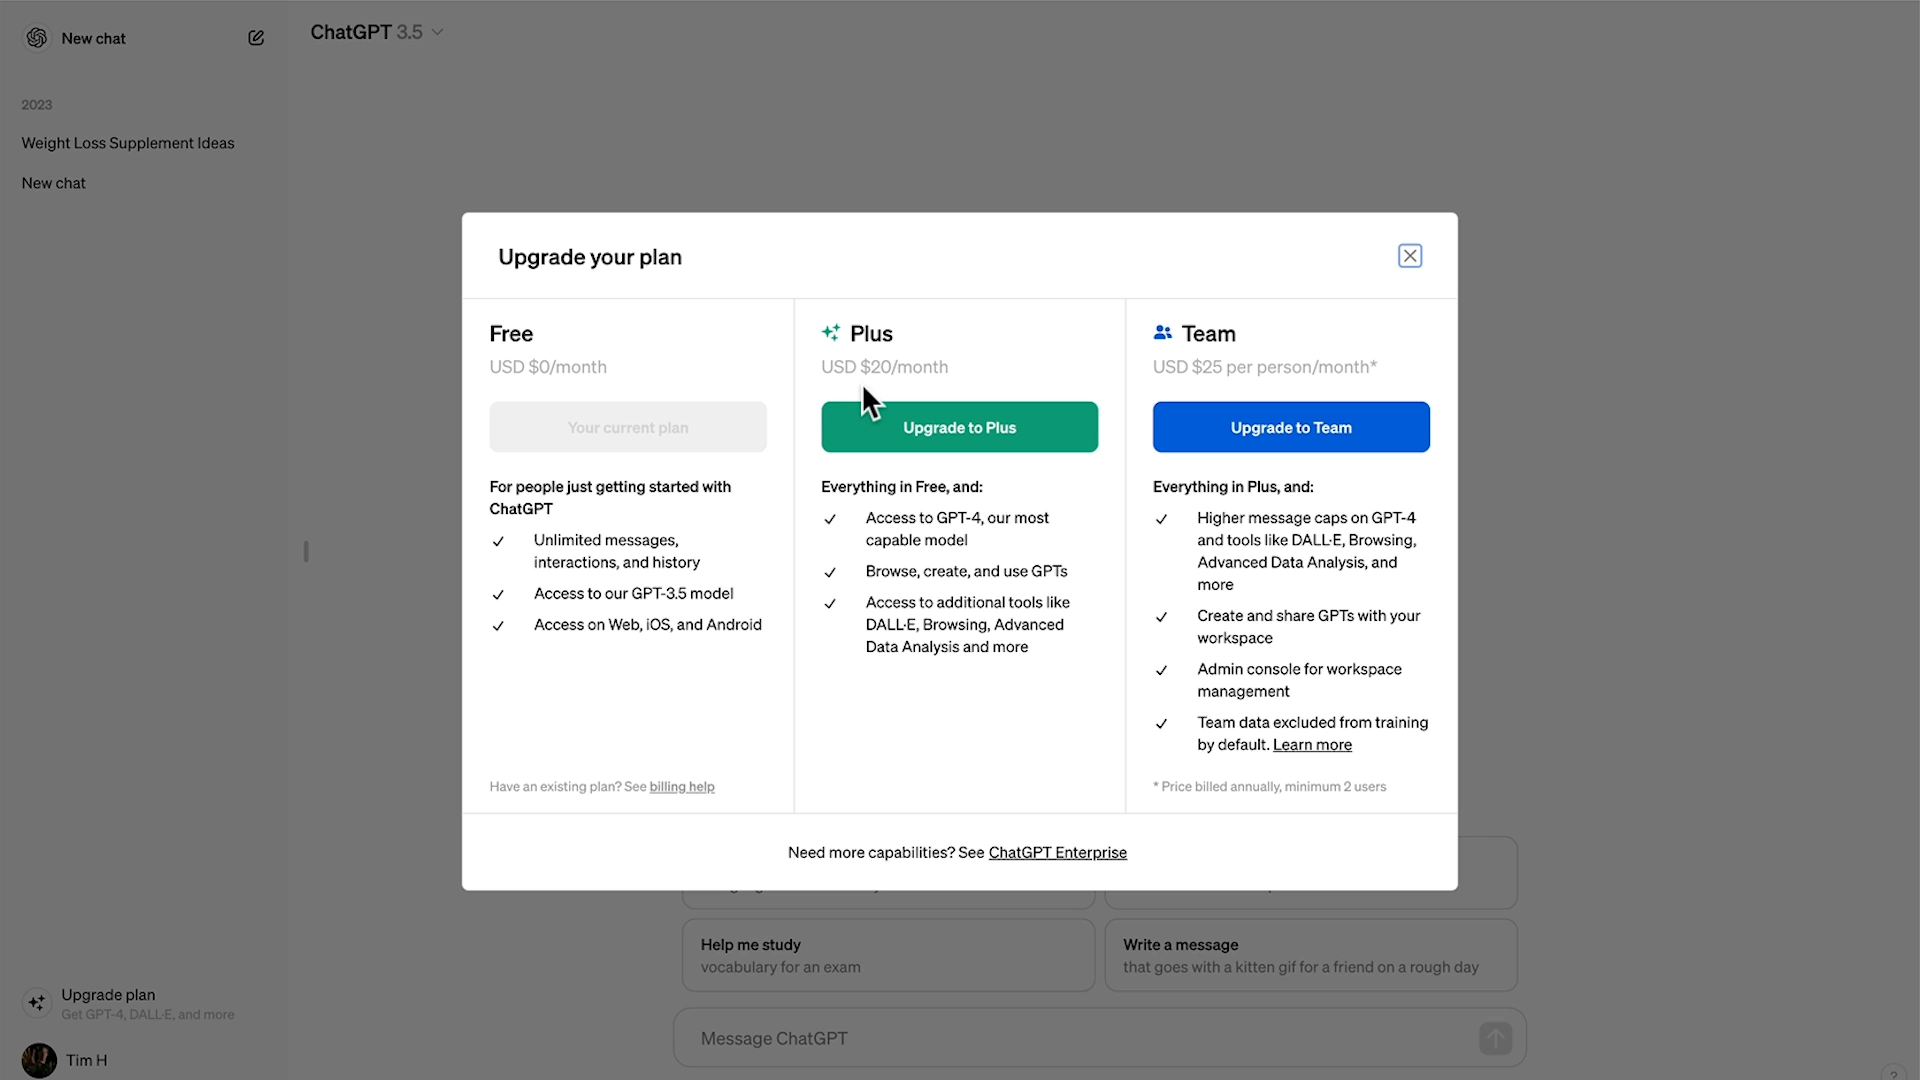 New chat
2023
Weight Loss Supplement Ideas
New chat
Upgrade plan
Get GPT-4, DALL·E, and more
Tim H
ChatGPT 3.5
Upgrade your plan
Free
USD $0/month
Your current plan
For people just getting started with
ChatGPT
Unlimited messages,
interactions, and history
Access to our GPT-3.5 model
Access on Web, iOS, and Android
Have an existing plan? See billing help
Plus
USD $20/month
Upgrade to Plus
Everything in Free, and:
Access to GPT-4, our most
capable model
Browse, create, and use GPTs
Access to additional tools like
DALL·E, Browsing, Advanced
Data Analysis and more
Team
USD $25 per person/month*
Upgrade to Team
Everything in Plus, and:
Higher message caps on GPT-4
and tools like DALL·E, Browsing,
Advanced Data Analysis, and
more
Create and share GPTs with your
workspace
Admin console for workspace
management
Team data excluded from training
by default. Learn more
* Price billed annually, minimum 2 users
Need more capabilities? See ChatGPT Enterprise
Help me study
vocabulary for an exam
Write a message
that goes with a kitten gif for a friend on a rough day
Message ChatGPT
?